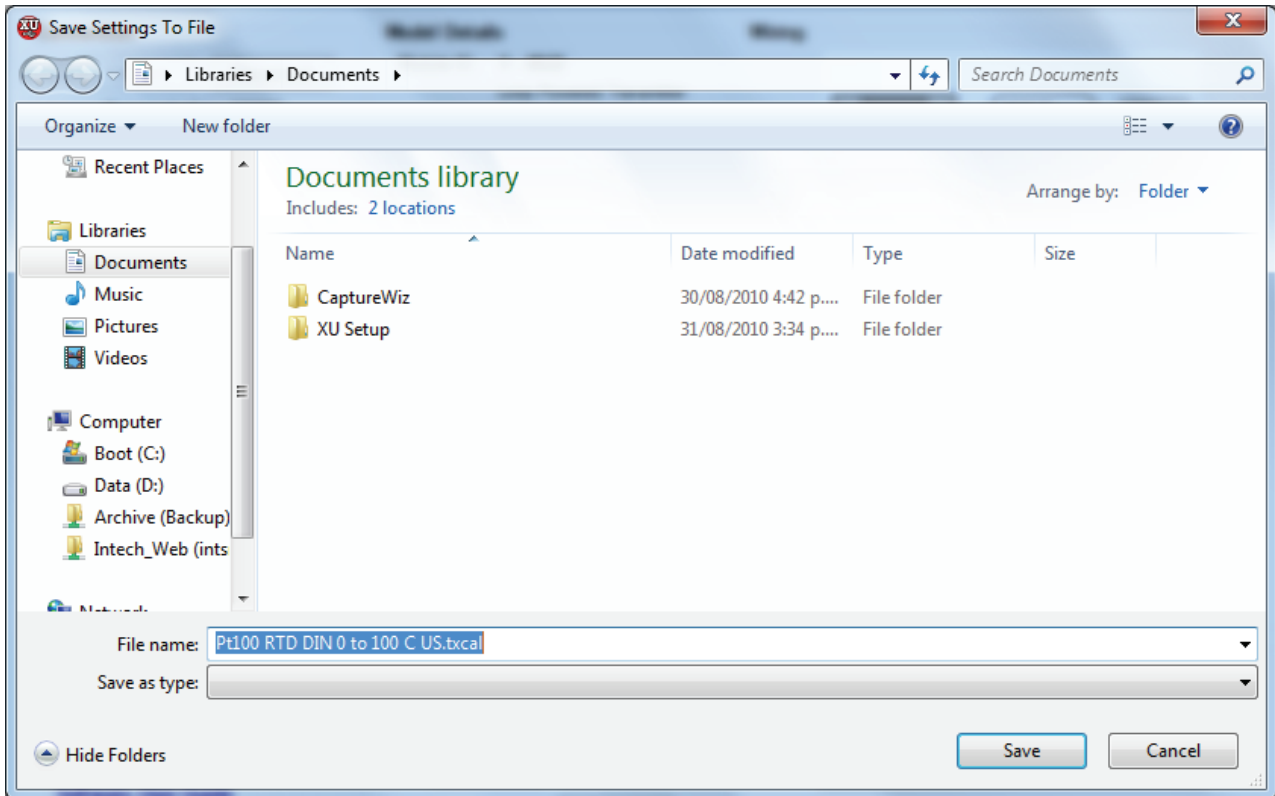 XU Save Settings To File
Libraries Documents
Search Documents
Organize New folder
Recent Places
Libraries
Documents
Music
Pictures
Videos
Computer
Boot (C:)
Data (D:)
Archive (Backup)
Intech_Web (ints
Network
Documents library
Includes: 2 locations
Arrange by: Folder
Name Date modified Type Size
CaptureWiz 30/08/2010 4:42 p.... File folder
XU Setup 31/08/2010 3:34 p.... File folder
File name: Pt100 RTD DIN 0 to 100 C US.txcal
Save as type:
Hide Folders
Save Cancel